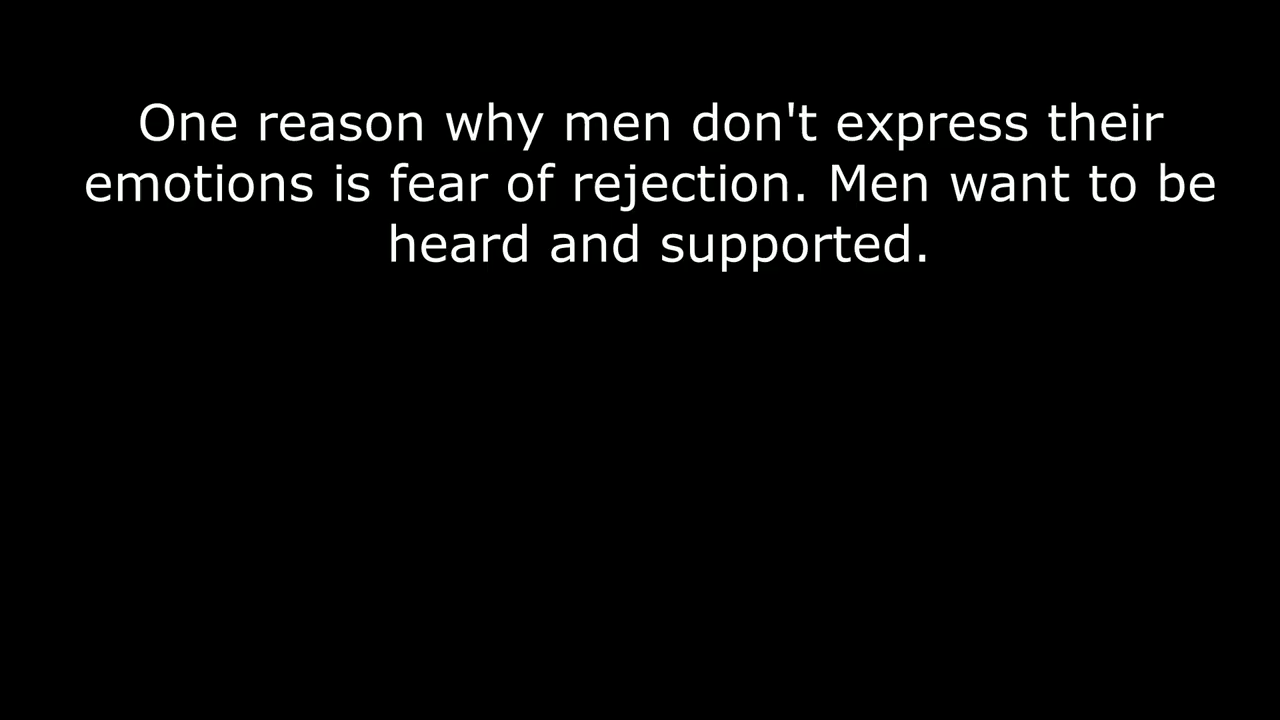 One reason why men don't express their
emotions is fear of rejection. Men want to be
heard and supported.